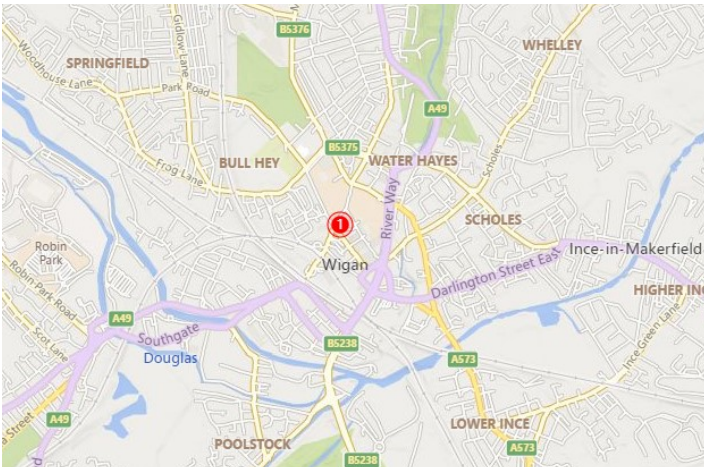 B5376
WHELLEY
SPRINGFIELD
Gidlow Lane
Woodhouse Lane
Park Road
A49
B5375
BULL HEY
WATER HAYES
Scholes
Frog Lane
River Way
SCHOLES
1
Robin
Park
Wigan
Ince-in-Makerfield
Darlington Street East
Robin Park Road
HIGHER INC
A49
Southgate
Scot Lane
Douglas
B5238
Ince Green Lane
A573
a Street
A49
LOWER INCE
POOLSTOCK
A573
B5238
d